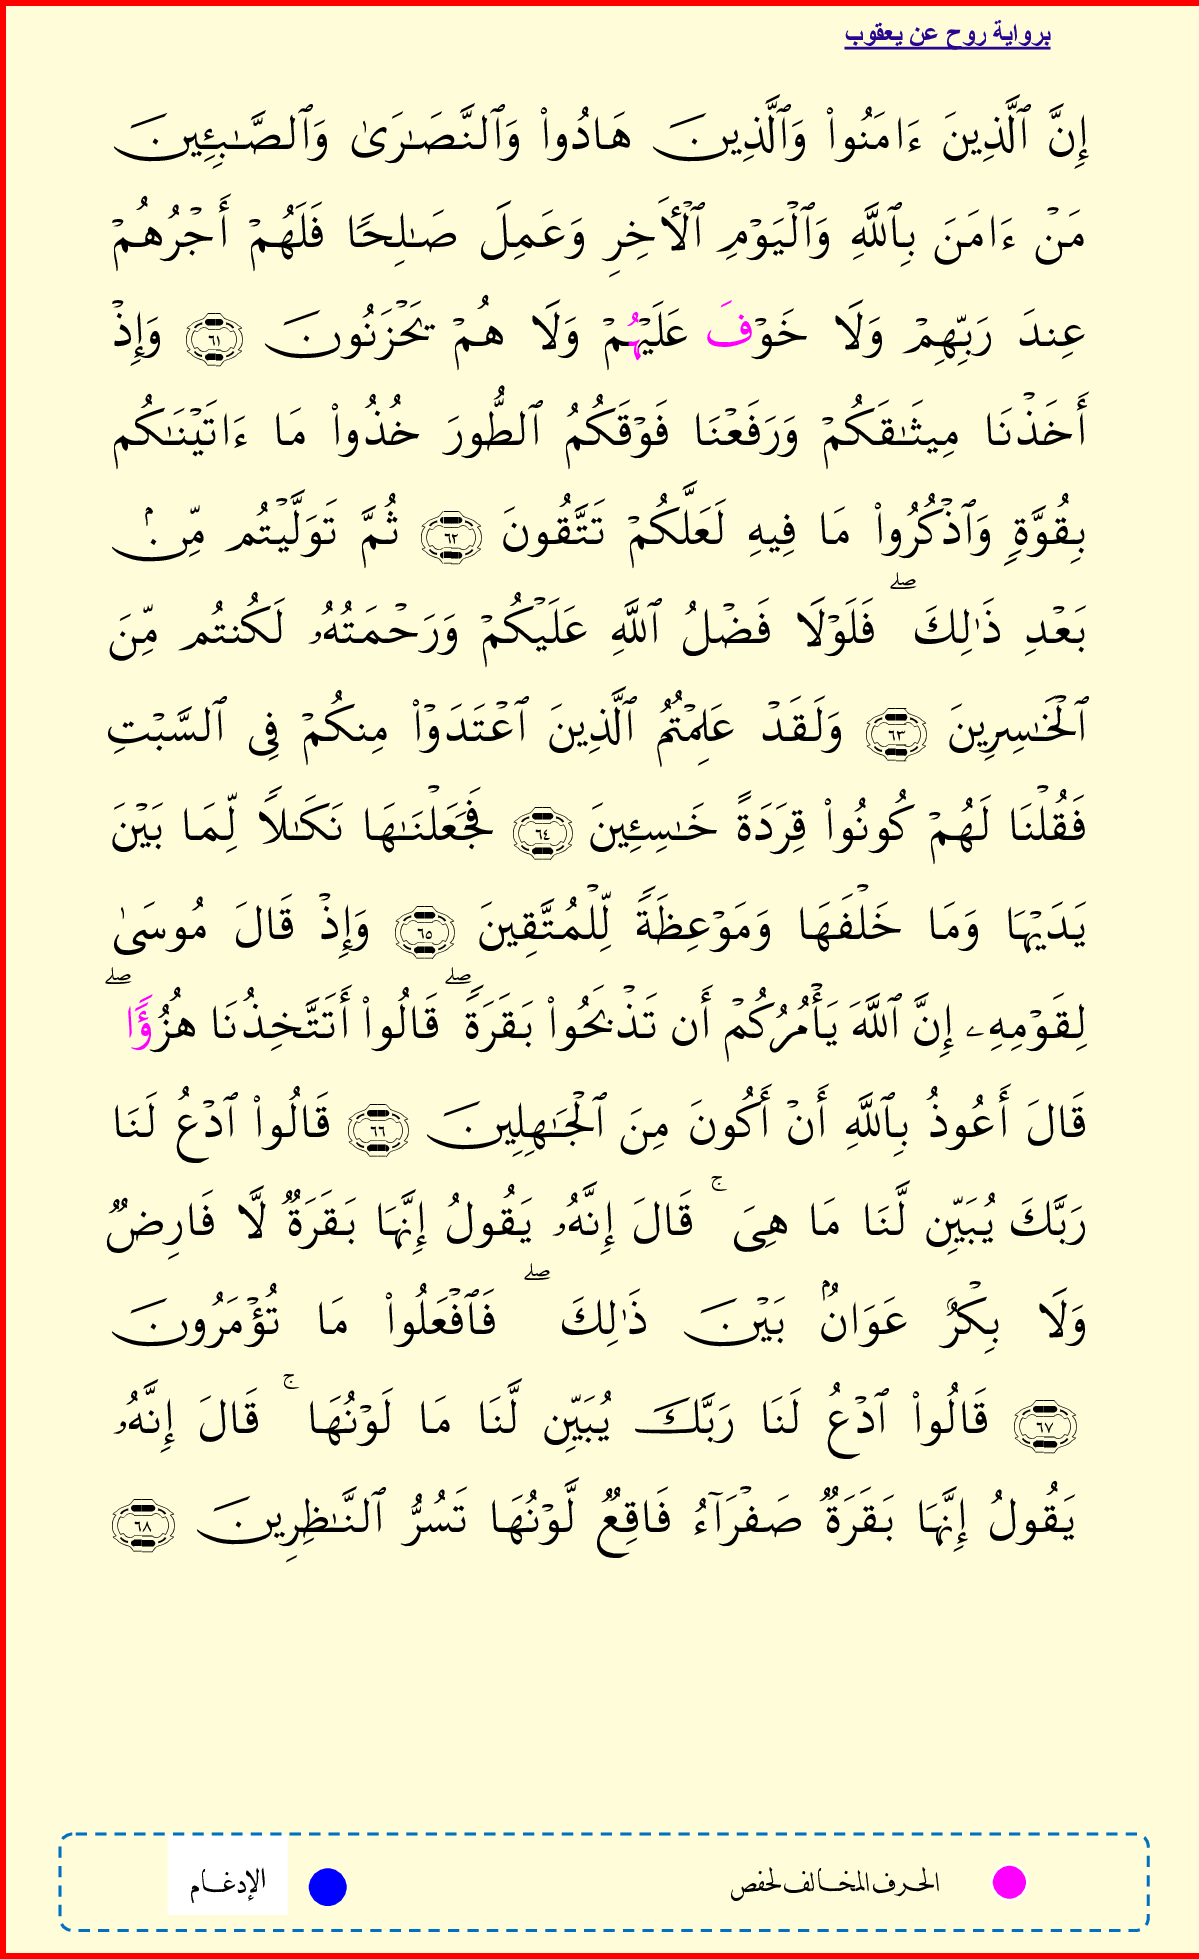 برواية روح عن يعقوب
إِنَّ ٱلَّذِينَ ءَامَنُوا۟ وَٱلَّذِينَ هَادُوا۟ وَٱلنَّصَـٰرَىٰ وَٱلصَّـٰبِـِٔينَ
مَنۡ ءَامَنَ بِٱللَّهِ وَٱلۡيَوۡمِ ٱلۡأَخِرِ وَعَمِلَ صَـٰلِحًا فَلَهُمۡ أَجۡرُهُمۡ
عِندَ رَبِّهِمۡ وَلَا خَوۡفَ عَلَيۡهُمۡ وَلَا هُمۡ يَحۡزَنُونَ ٦١ وَإِذۡ
أَخَذۡنَا مِيثَـٰقَكُمۡ وَرَفَعۡنَا فَوۡقَكُمُ ٱلطُّورَ خُذُوا۟ مَا ءَاتَيۡنَـٰكُم
بِقُوَّةٍ وَٱذۡكُرُوا۟ مَا فِيهِ لَعَلَّكُمۡ تَتَّقُونَ ٦٢ ثُمَّ تَوَلَّيۡتُم مِّنۢ
بَعۡدِ ذَٰلِكَ ۖ فَلَوۡلَا فَضۡلُ ٱللَّهِ عَلَيۡكُمۡ وَرَحۡمَتُهُۥ لَكُنتُم مِّنَ
ٱلۡخَـٰسِرِينَ ٦٣ وَلَقَدۡ عَلِمۡتُمُ ٱلَّذِينَ ٱعۡتَدَوۡا۟ مِنكُمۡ فِى ٱلسَّبۡتِ
فَقُلۡنَا لَهُمۡ كُونُوا۟ قِرَدَةً خَـٰسِـِٔينَ ٦٤ فَجَعَلۡنَـٰهَا نَكَـٰلًا لِّمَا بَيۡنَ
يَدَيۡهَا وَمَا خَلۡفَهَا وَمَوۡعِظَةً لِّلۡمُتَّقِينَ ٦٥ وَإِذۡ قَالَ مُوسَىٰ
لِقَوۡمِهِۦ إِنَّ ٱللَّهَ يَأۡمُرُكُمۡ أَن تَذۡبَحُوا۟ بَقَرَةً ۖ قَالُوا۟ أَتَتَّخِذُنَا هُزُؤًا ۖ
قَالَ أَعُوذُ بِٱللَّهِ أَنۡ أَكُونَ مِنَ ٱلۡجَـٰهِلِينَ ٦٦ قَالُوا۟ ٱدۡعُ لَنَا
رَبَّكَ يُبَيِّن لَّنَا مَا هِىَ ۚ قَالَ إِنَّهُۥ يَقُولُ إِنَّهَا بَقَرَةٌ لَّا فَارِضٌ
وَلَا بِكۡرٌ عَوَانٌۢ بَيۡنَ ذَٰلِكَ ۖ فَٱفۡعَلُوا۟ مَا تُؤۡمَرُونَ
٦٧ قَالُوا۟ ٱدۡعُ لَنَا رَبَّكَ يُبَيِّن لَّنَا مَا لَوۡنُهَا ۚ قَالَ إِنَّهُۥ
يَقُولُ إِنَّهَا بَقَرَةٌ صَفۡرَآءُ فَاقِعٌ لَّوۡنُهَا تَسُرُّ ٱلنَّـٰظِرِينَ ٦٨
الحرف المخالف لحفص
الإدغام